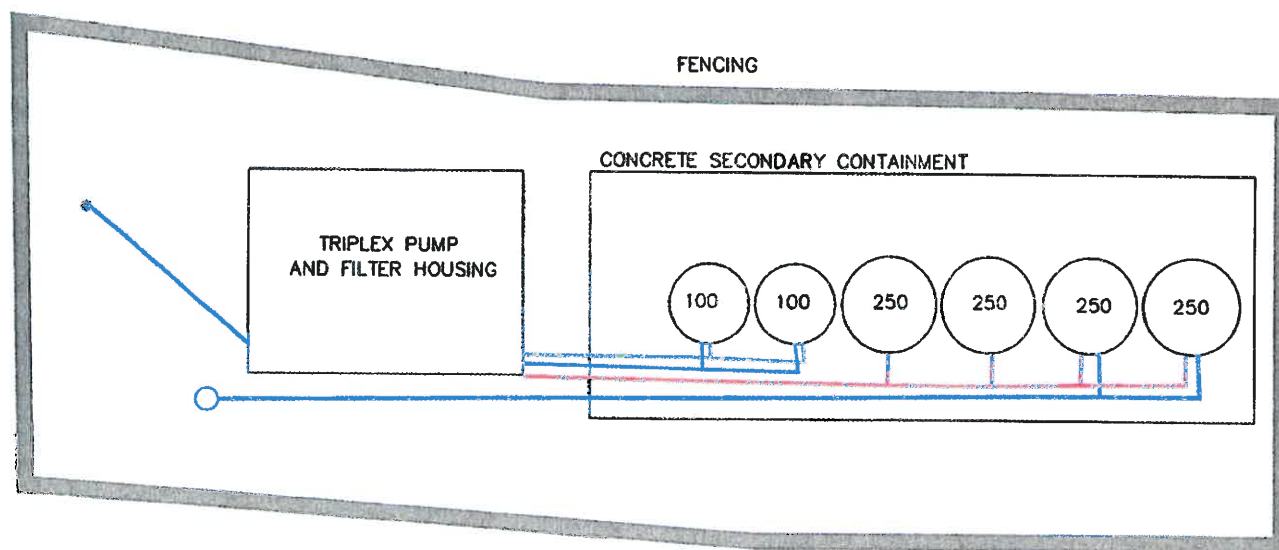 FENCING
CONCRETE SECONDARY CONTAINMENT
TRIPLEX PUMP
AND FILTER HOUSING
100 100 250 250 250 250